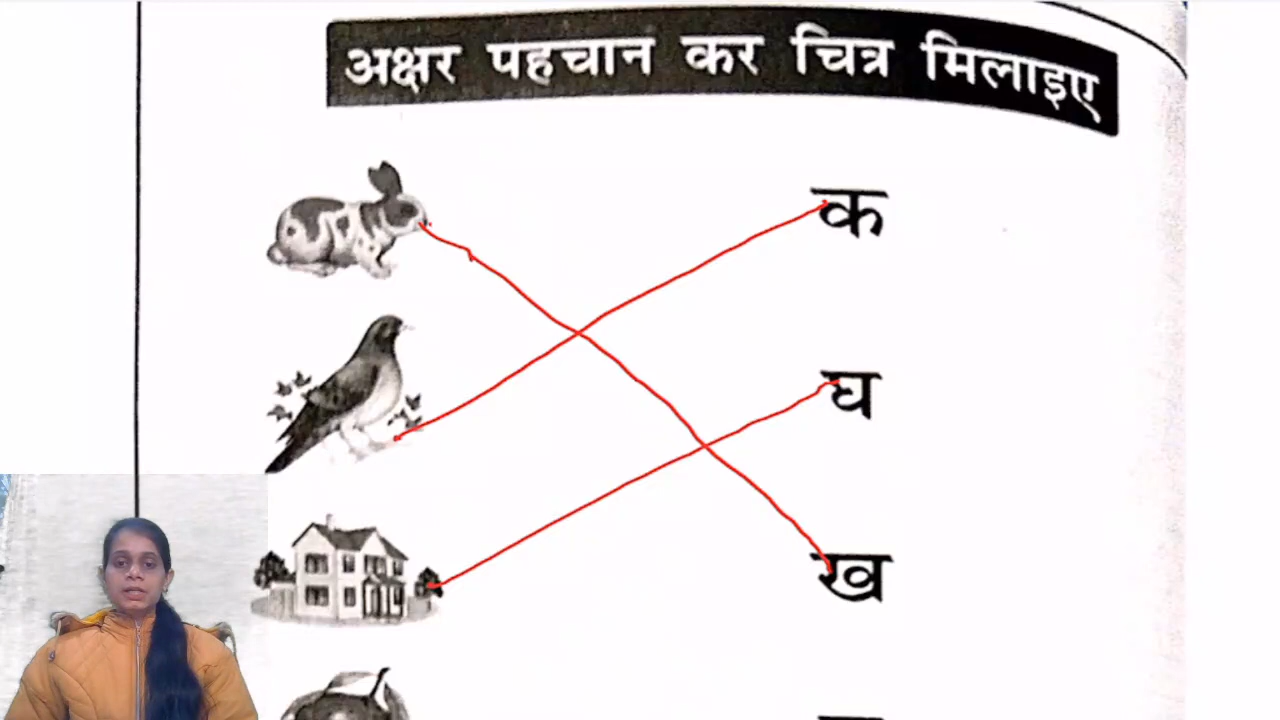 अक्षर पहचान कर चित्र मिलाइए
क
घ
ख